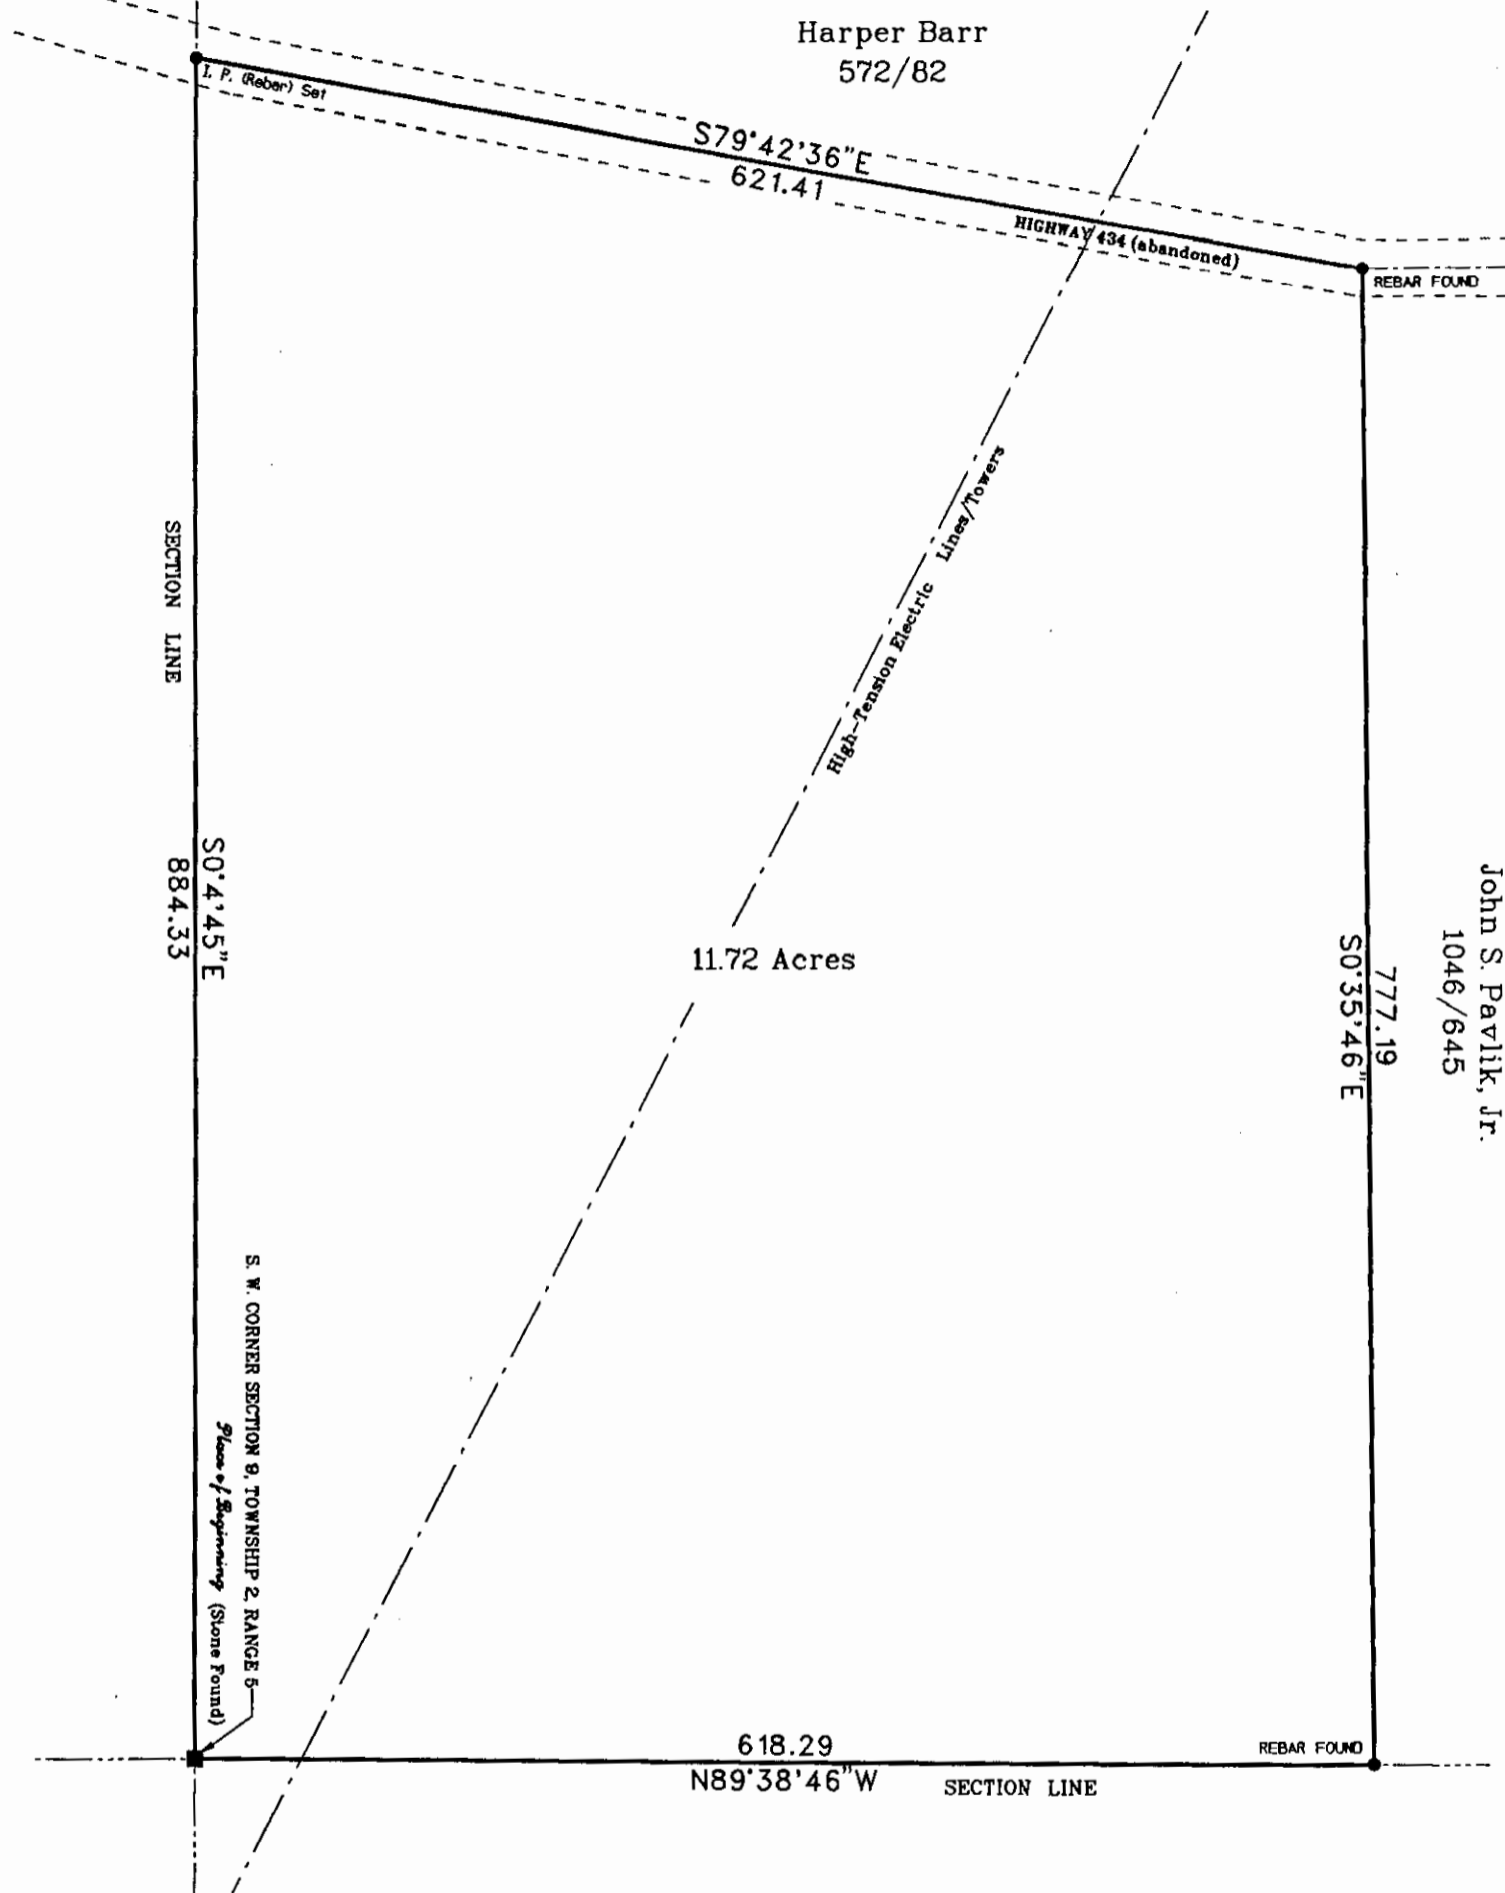 Harper Barr
572/82
I. P. (Rebar) Set
S79°42'36"E
621.41
HIGHWAY 434 (abandoned)
REBAR FOUND
High-Tension Electric Lines/Towers
SECTION LINE
S0°4'45"E
884.33
11.72 Acres
777.19
S0°35'46"E
John S. Pavlik, Jr.
1046/645
S. W. CORNER SECTION 9, TOWNSHIP 2, RANGE 5
Place of Beginning (Stone Found)
618.29
N89°38'46"W
SECTION LINE
REBAR FOUND